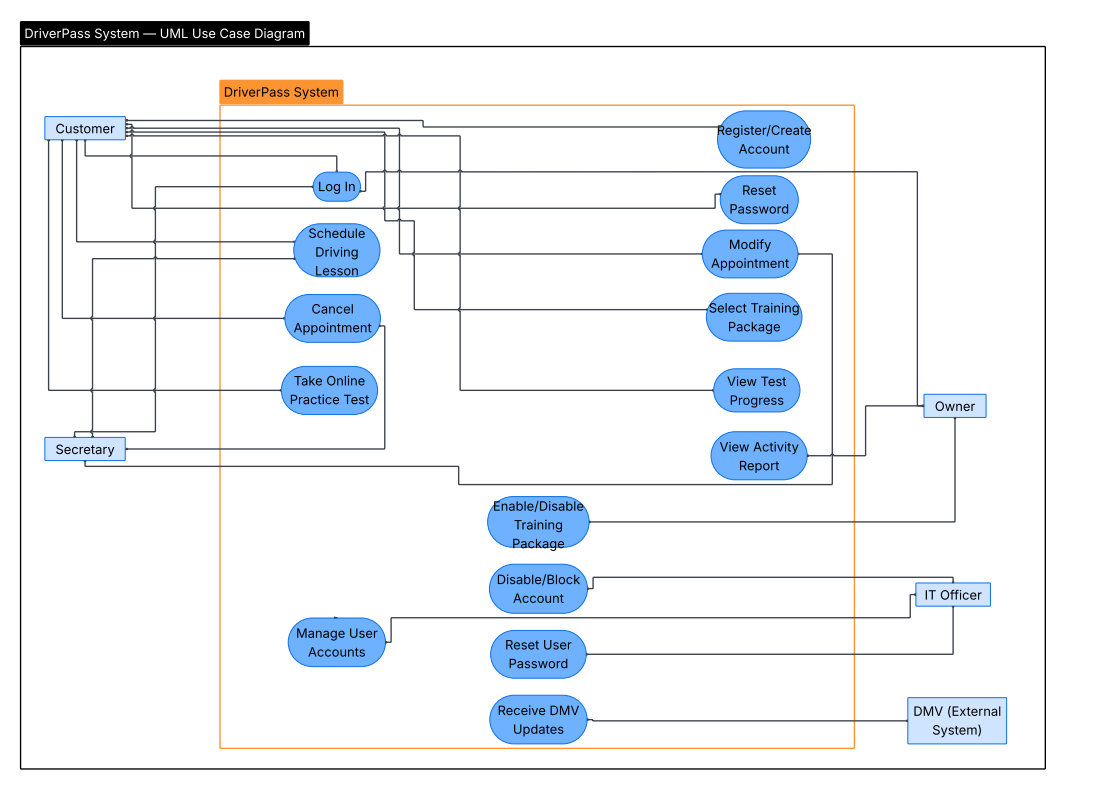 DriverPass System — UML Use Case Diagram
DriverPass System
Customer
Register/Create
Account
Log In
Reset
Password
Schedule
Driving
Lesson
Modify
Appointment
Cancel
Appointment
Select Training
Package
Take Online
Practice Test
View Test
Progress
Owner
Secretary
View Activity
Report
Enable/Disable
Training
Package
Disable/Block
Account
IT Officer
Manage User
Accounts
Reset User
Password
Receive DMV
Updates
DMV (External
System)